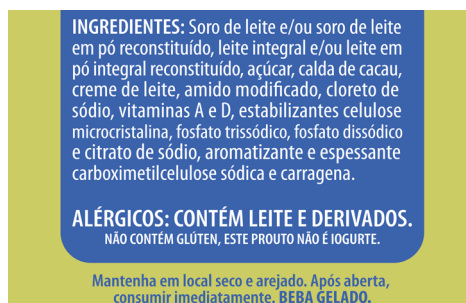 INGREDIENTES: Soro de leite e/ou soro de leite
em pó reconstituído, leite integral e/ou leite em
pó integral reconstituído, açúcar, calda de cacau,
creme de leite, amido modificado, cloreto de
sódio, vitaminas A e D, estabilizantes celulose
microcristalina, fosfato trissódico, fosfato dissódico
e citrato de sódio, aromatizante e espessante
carboximetilcelulose sódica e carragena.
ALÉRGICOS: CONTÉM LEITE E DERIVADOS.
NÃO CONTÉM GLÚTEN, ESTE PROUTO NÃO É IOGURTE.
Mantenha em local seco e arejado. Após aberta,
consumir imediatamente. BEBA GELADO.